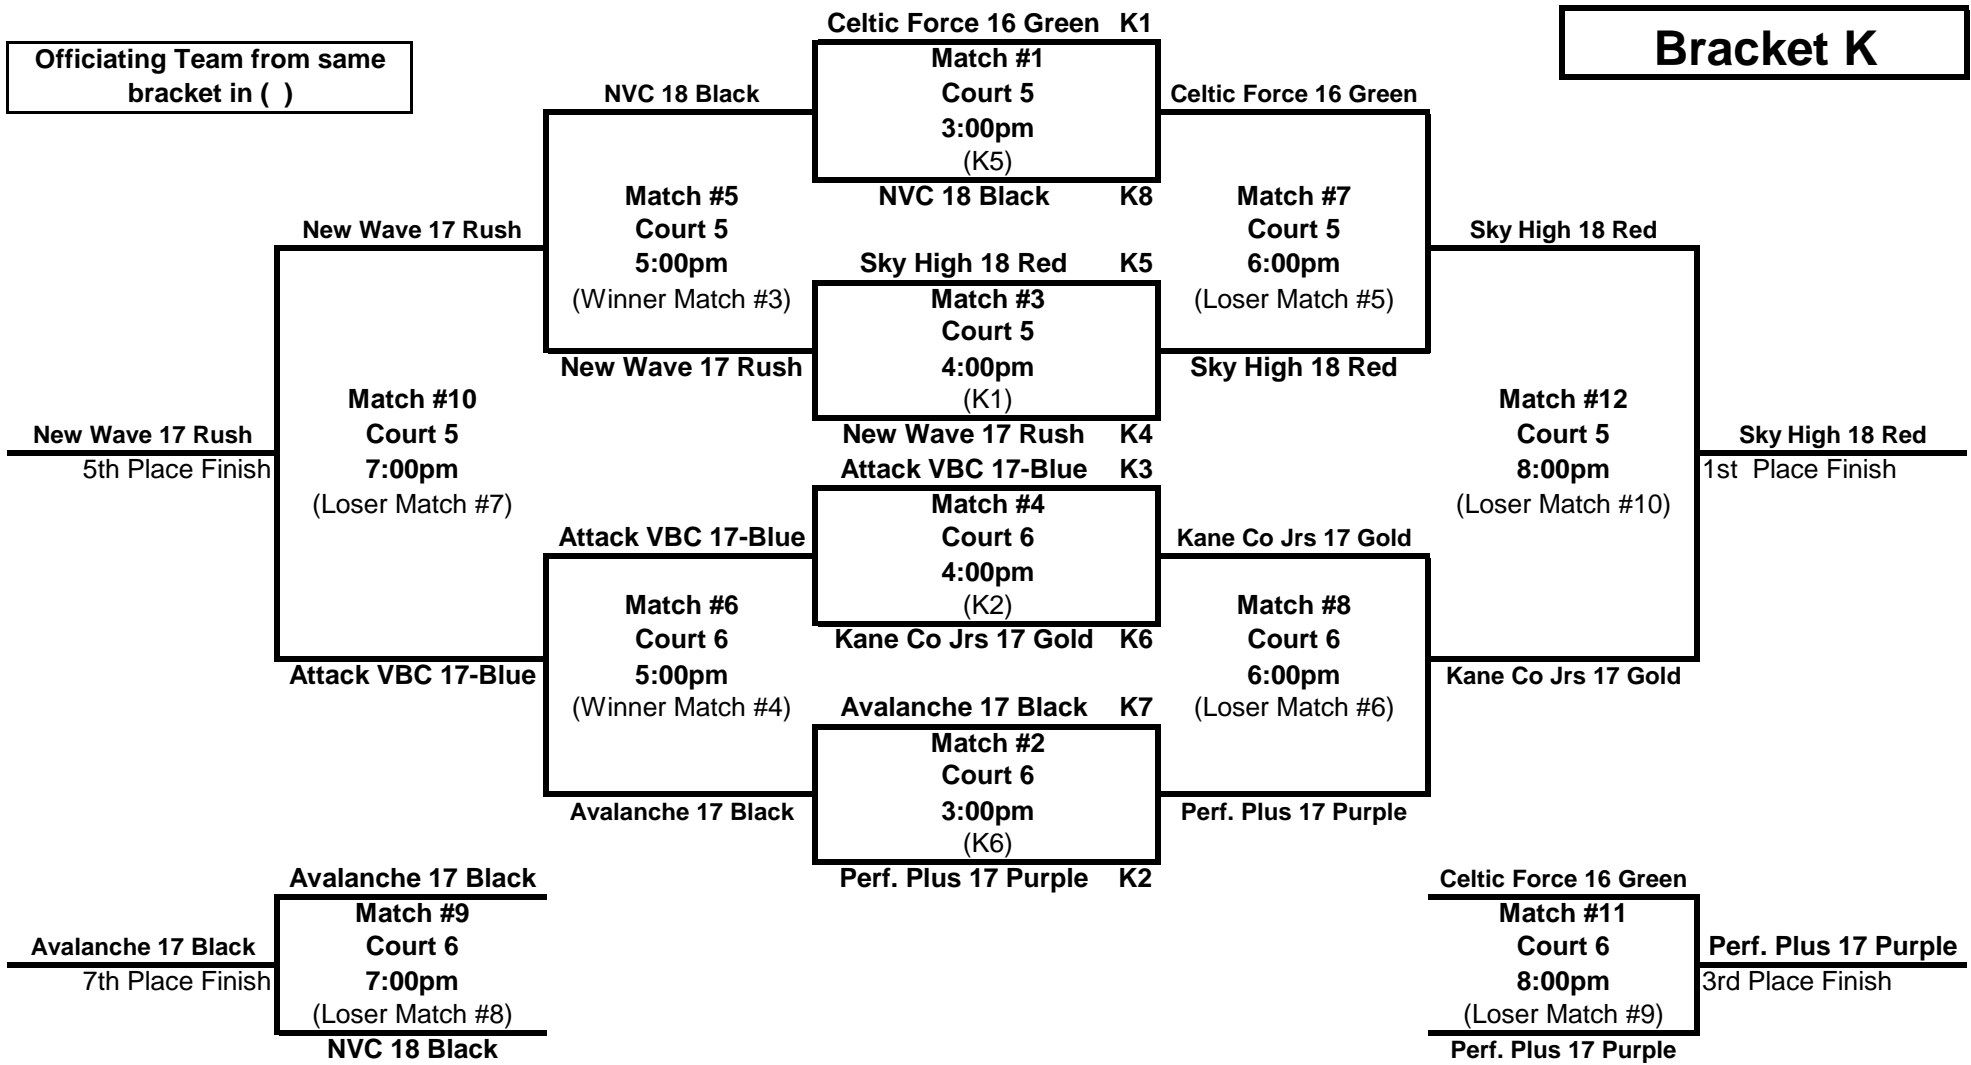 Celtic Force 16 Green K1
Bracket K
Officiating Team from same
bracket in ( )
Match #1
NVC 18 Black
Court 5
Celtic Force 16 Green
3:00pm
(K5)
NVC 18 Black K8
Match #5
Court 5
5:00pm
(Winner Match #3)
Match #7
Court 5
6:00pm
(Loser Match #5)
New Wave 17 Rush
Sky High 18 Red
Sky High 18 Red K5
Match #3
Court 5
4:00pm
(K1)
New Wave 17 Rush
Sky High 18 Red
New Wave 17 Rush K4
Match #10
Court 5
7:00pm
(Loser Match #7)
Match #12
Court 5
8:00pm
(Loser Match #10)
New Wave 17 Rush
5th Place Finish
Sky High 18 Red
1st  Place Finish
Attack VBC 17-Blue K3
Match #4
Court 6
4:00pm
(K2)
Attack VBC 17-Blue
Kane Co Jrs 17 Gold
Kane Co Jrs 17 Gold K6
Match #6
Court 6
5:00pm
(Winner Match #4)
Match #8
Court 6
6:00pm
(Loser Match #6)
Attack VBC 17-Blue
Kane Co Jrs 17 Gold
Avalanche 17 Black K7
Match #2
Court 6
3:00pm
(K6)
Avalanche 17 Black
Perf. Plus 17 Purple
Perf. Plus 17 Purple K2
Avalanche 17 Black
Match #9
Court 6
7:00pm
(Loser Match #8)
NVC 18 Black
Avalanche 17 Black
7th Place Finish
Celtic Force 16 Green
Match #11
Court 6
8:00pm
(Loser Match #9)
Perf. Plus 17 Purple
Perf. Plus 17 Purple
3rd Place Finish